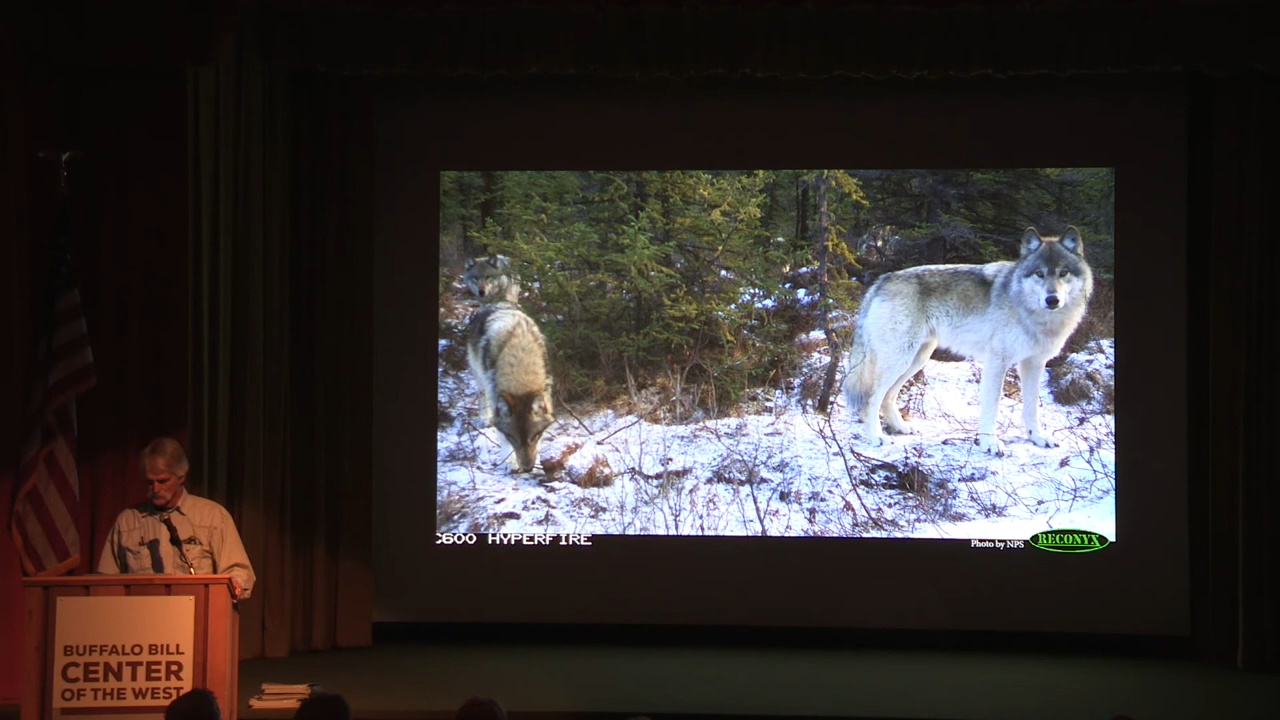 C600 HYPERFIRE
Photo by NPS
RECONYX
BUFFALO BILL
CENTER
OF THE WEST